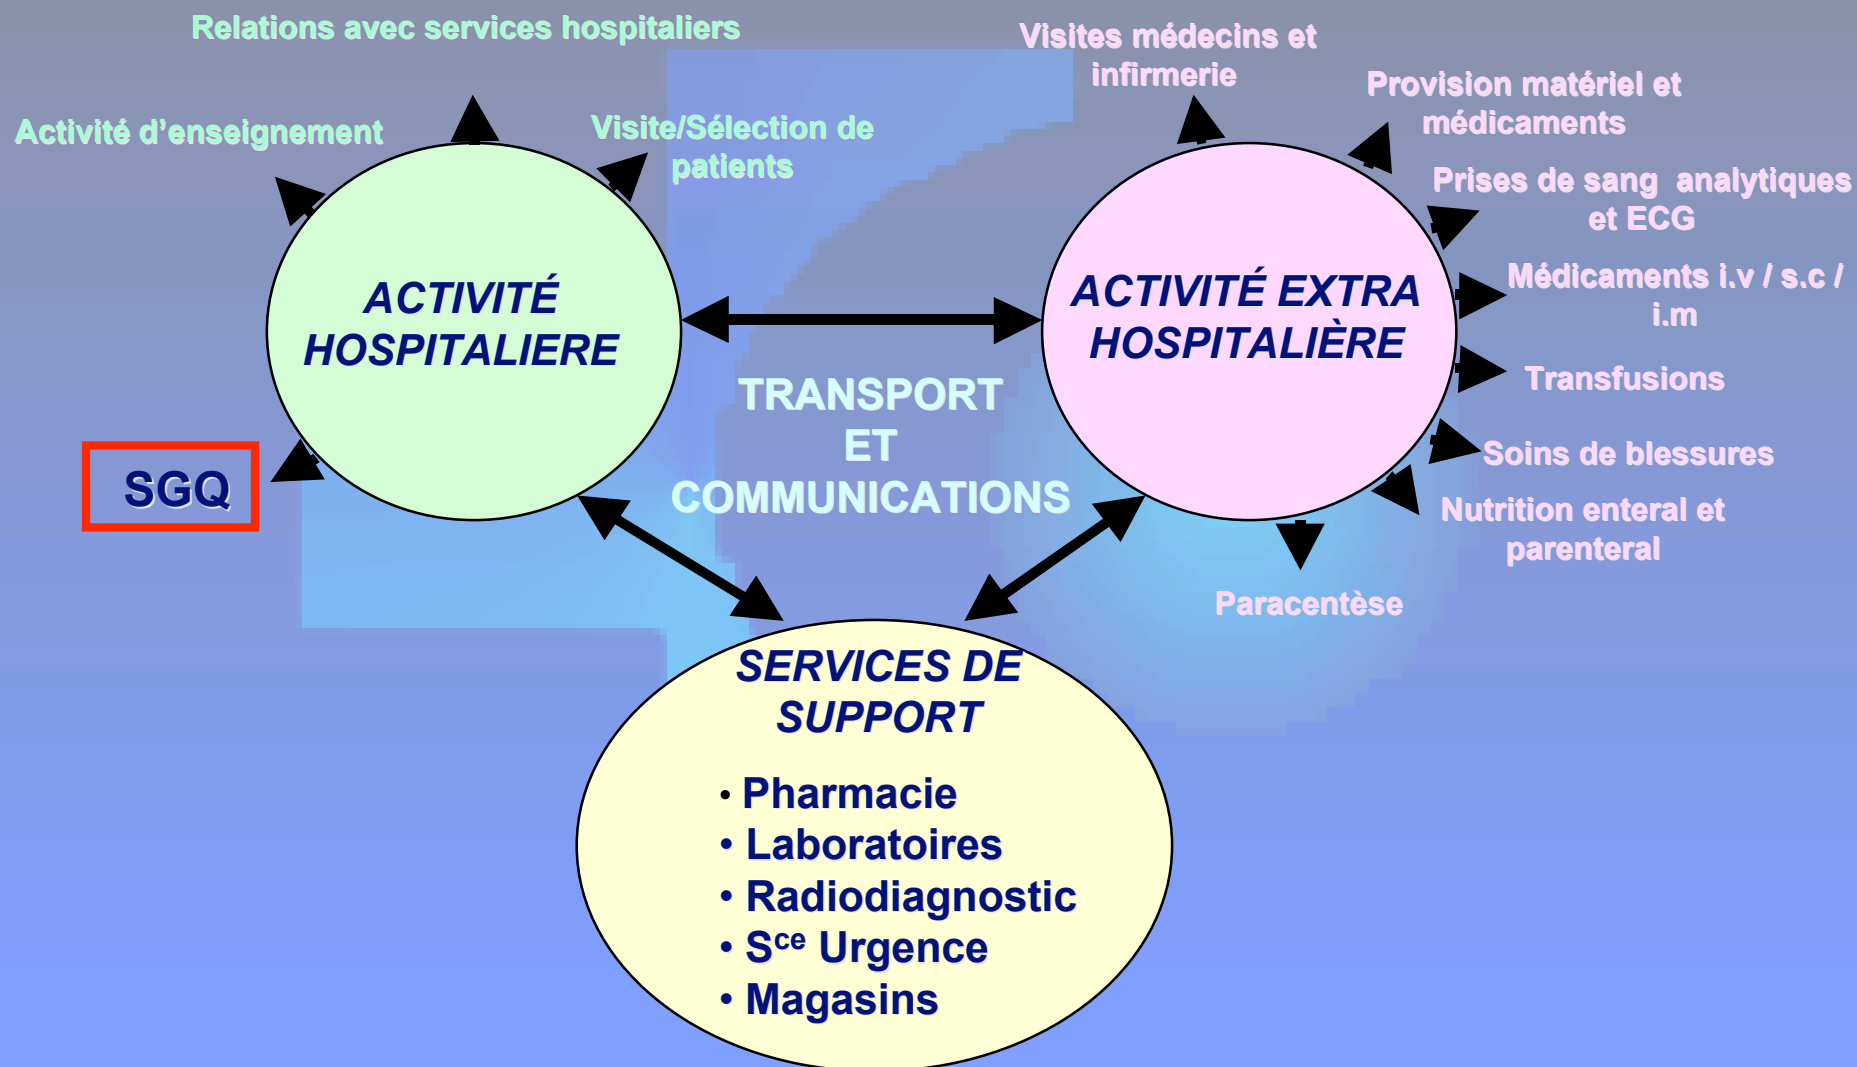 Relations avec services hospitaliers
Activité d’enseignement
Visite/Sélection de
patients
ACTIVITÉ
HOSPITALIERE
SGQ
Visites médecins et
infirmerie
Provision matériel et
médicaments
Prises de sang  analytiques
et ECG
Médicaments i.v / s.c /
i.m
Transfusions
Soins de blessures
Nutrition enteral et
parenteral
Paracentèse
ACTIVITÉ EXTRA
HOSPITALIÈRE
TRANSPORT
ET
COMMUNICATIONS
SERVICES DE
SUPPORT
• Pharmacie
• Laboratoires
• Radiodiagnostic
• Sce Urgence
• Magasins